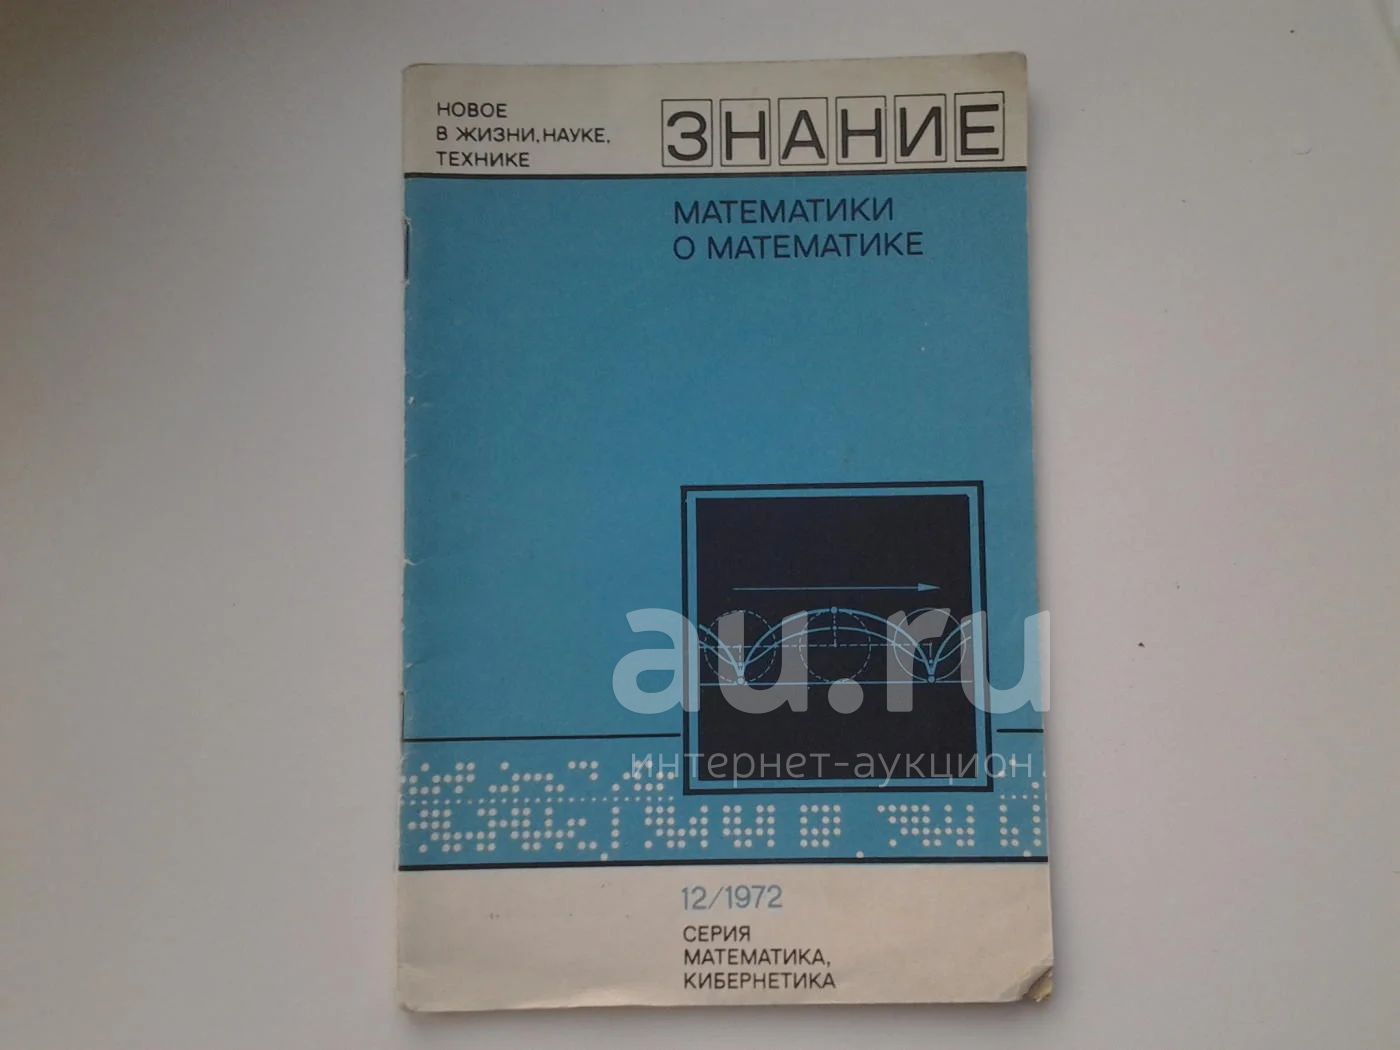 НОВОЕ
В ЖИЗНИ, НАУКЕ,
ТЕХНИКЕ
ЗНАНИЕ
МАТЕМАТИКИ
О МАТЕМАТИКЕ
au.ru
интернет-аукцион
12/1972
СЕРИЯ
МАТЕМАТИКА,
КИБЕРНЕТИКА